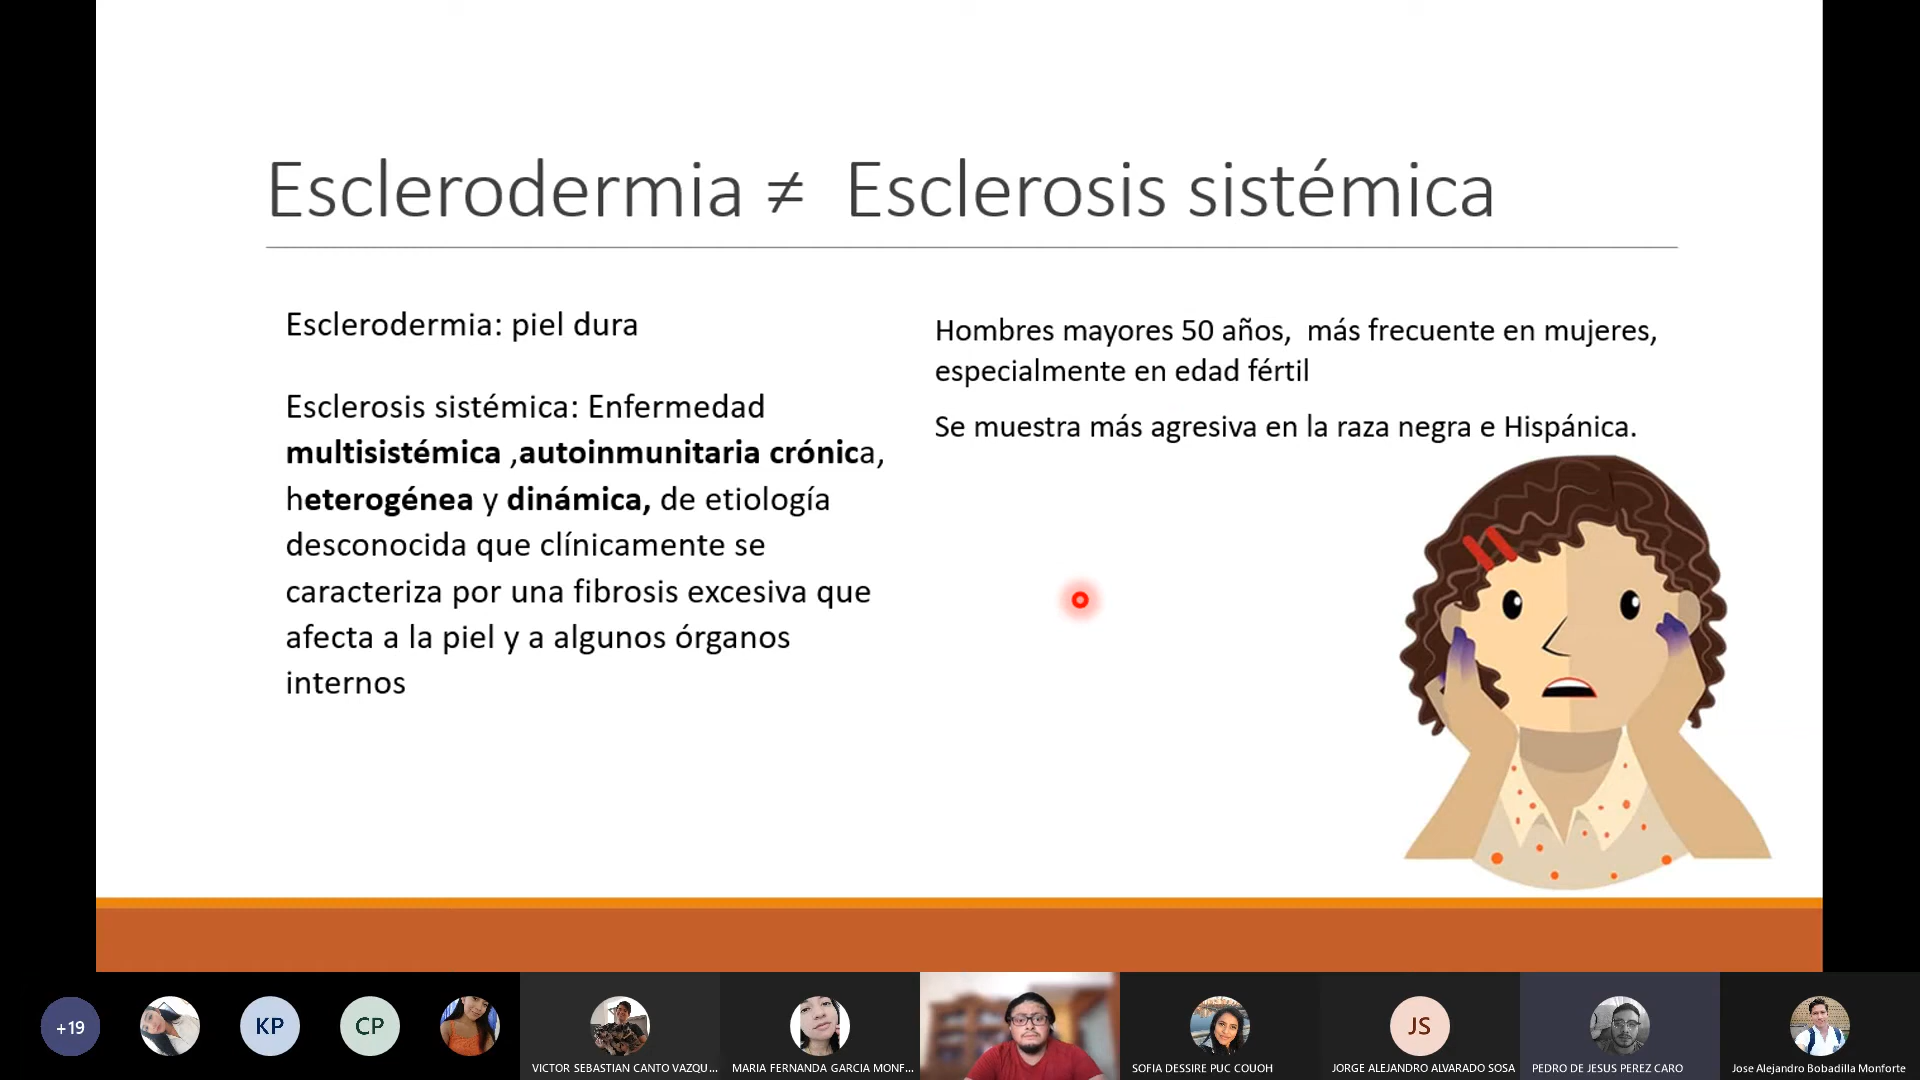 Esclerodermia ≠ Esclerosis sistémica
Esclerodermia: piel dura
Esclerosis sistémica: Enfermedad
multisistémica ,autoinmunitaria crónica,
heterogénea y dinámica, de etiología
desconocida que clínicamente se
caracteriza por una fibrosis excesiva que
afecta a la piel y a algunos órganos
internos
Hombres mayores 50 años, más frecuente en mujeres,
especialmente en edad fértil
Se muestra más agresiva en la raza negra e Hispánica.
+19
KP
CP
VICTOR SEBASTIAN CANTO VAZQU...
MARIA FERNANDA GARCIA MONF...
SOFIA DESSIRE PUC COUOH
JS
JORGE ALEJANDRO ALVARADO SOSA
PEDRO DE JESUS PEREZ CARO
Jose Alejandro Bobadilla Monforte